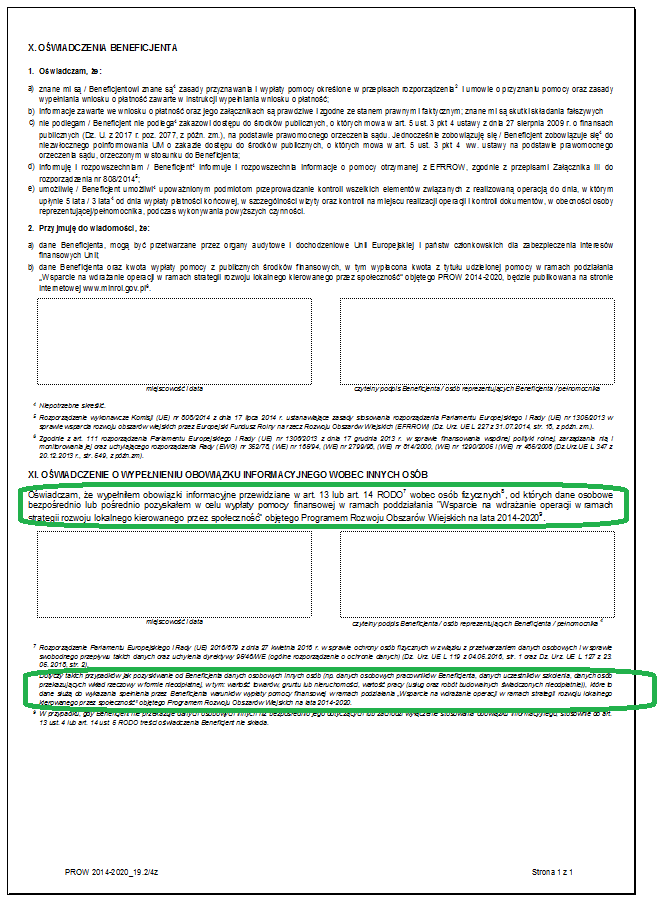 X. OŚWIADCZENIA BENEFICJENTA
1. Oświadczam, że:
a) znane mi są / Beneficjentowi znane są⁴ zasady przyznawania i wypłaty pomocy określone w przepisach rozporządzenia² i umowie o przyznaniu pomocy oraz zasady
wypełniania wniosku o płatność zawarte w instrukcji wypełniania wniosku o płatność;
b) informacje zawarte we wniosku o płatność oraz jego załącznikach są prawdziwe i zgodne ze stanem prawnym i faktycznym; znane mi są skutki składania fałszywych
c) nie podlegam / Beneficjent nie podlega⁴ zakazowi dostępu do środków publicznych, o których mowa w art. 5 ust. 3 pkt 4 ustawy z dnia 27 sierpnia 2009 r. o finansach
publicznych (Dz. U. z 2017 r. poz. 2077, z późn. zm.), na podstawie prawomocnego orzeczenia sądu. Jednocześnie zobowiązuję się / Beneficjent zobowiązuje się⁴ do
niezwłocznego poinformowania UM o zakazie dostępu do środków publicznych, o których mowa w art. 5 ust. 3 pkt 4 ww. ustawy na podstawie prawomocnego
orzeczenia sądu, orzeczonym w stosunku do Beneficjenta;
d) informuję i rozpowszechniam / Beneficjent⁴ informuje i rozpowszechnia informacje o pomocy otrzymanej z EFRROW, zgodnie z przepisami Załącznika III do
rozporządzenia nr 808/2014⁵;
e) umożliwię / Beneficjent umożliwi⁴ upoważnionym podmiotom przeprowadzanie kontroli wszelkich elementów związanych z realizowaną operacją do dnia, w którym
upłynie 5 lata / 3 lata⁴ od dnia wypłaty płatności końcowej, w szczególności wizyty oraz kontroli na miejscu realizacji operacji i kontroli dokumentów, w obecności osoby
reprezentującej/pełnomocnika, podczas wykonywania powyższych czynności.
2. Przyjmuję do wiadomości, że:
a) dane Beneficjenta, mogą być przetwarzane przez organy audytowe i dochodzeniowe Unii Europejskiej i państw członkowskich dla zabezpieczenia interesów
finansowych Unii;
b) dane Beneficjenta oraz kwota wypłaty pomocy z publicznych środków finansowych, w tym wypłacona kwota z tytułu udzielonej pomocy w ramach poddziałania
„Wsparcie na wdrażanie operacji w ramach strategii rozwoju lokalnego kierowanego przez społeczność" objętego PROW 2014-2020, będzie publikowana na stronie
internetowej www.minrol.gov.pl⁶.
miejscowość i data
czytelny podpis Beneficjenta / osób reprezentujących Beneficjenta / pełnomocnika
⁴ Niepotrzebne skreślić.
⁵ Rozporządzenie wykonawcze Komisji (UE) nr 808/2014 z dnia 17 lipca 2014 r. ustanawiające zasady stosowania rozporządzenia Parlamentu Europejskiego i Rady (UE) nr 1305/2013 w
sprawie wsparcia rozwoju obszarów wiejskich przez Europejski Fundusz Rolny na rzecz Rozwoju Obszarów Wiejskich (EFRROW) (Dz. Urz. UE L 227 z 31.07.2014, str. 18, z późn. zm.).
⁶ Zgodnie z art. 111 rozporządzenia Parlamentu Europejskiego i Rady (UE) nr 1306/2013 z dnia 17 grudnia 2013 r. w sprawie finansowania wspólnej polityki rolnej, zarządzania nią i
monitorowania jej oraz uchylającego rozporządzenia Rady (EWG) nr 352/78, (WE) nr 165/94, (WE) nr 2799/98, (WE) nr 814/2000, (WE) nr 1290/2005 i (WE) nr 485/2008 (Dz.Urz UE L 347 z
20.12.2013 r., str. 549, z późn. zm).
XI. OŚWIADCZENIE O WYPEŁNIENIU OBOWIĄZKU INFORMACYJNEGO WOBEC INNYCH OSÓB
Oświadczam, że wypełniłem obowiązki informacyjne przewidziane w art. 13 lub art. 14 RODO⁷ wobec osób fizycznych⁸, od których dane osobowe
bezpośrednio lub pośrednio pozyskałem w celu wypłaty pomocy finansowej w ramach poddziałania "Wsparcie na wdrażanie operacji w ramach
strategii rozwoju lokalnego kierowanego przez społeczność" objętego Programem Rozwoju Obszarów Wiejskich na lata 2014-2020⁹.
miejscowość i data
czytelny podpis Beneficjenta / osób reprezentujących Beneficjenta / pełnomocnika ⁴
⁷ Rozporządzenie Parlamentu Europejskiego i Rady (UE) 2016/679 z dnia 27 kwietnia 2016 r. w sprawie ochrony osób fizycznych w związku z przetwarzaniem danych osobowych i w sprawie
swobodnego przepływu takich danych oraz uchylenia dyrektywy 95/46/WE (ogólne rozporządzenie o ochronie danych) (Dz. Urz. UE L 119 z 04.05.2016, str. 1 oraz Dz. Urz. UE L 127 z 23.
05. 2018, str. 2).
Dotyczy takich przypadków jak pozyskiwanie od Beneficjenta danych osobowych innych osób (np. danych osobowych pracowników Beneficjenta, danych uczestników szkolenia, danych osób
przekazujących wkład rzeczowy w formie nieodpłatnej, w tym: wartość towarów, gruntu lub nieruchomości, wartość pracy (usług oraz robót budowlanych świadczonych nieodpłatnie)), które to
dane służą do wykazania spełnienia przez Beneficjenta warunków wypłaty pomocy finansowej w ramach poddziałania „Wsparcie na wdrażanie operacji w ramach strategii rozwoju lokalnego
kierowanego przez społeczność" objętego Programem Rozwoju Obszarów Wiejskich na lata 2014-2020.
⁹ W przypadku, gdy Beneficjent nie przekazuje danych osobowych innych niż bezpośrednio jego dotyczących lub zachodzi wyłączenie stosowania obowiązku informacyjnego, stosownie do art.
13 ust. 4 lub art. 14 ust. 5 RODO treści oświadczenia Beneficjent nie składa.
PROW 2014-2020_19.2/4z
Strona 1 z 1